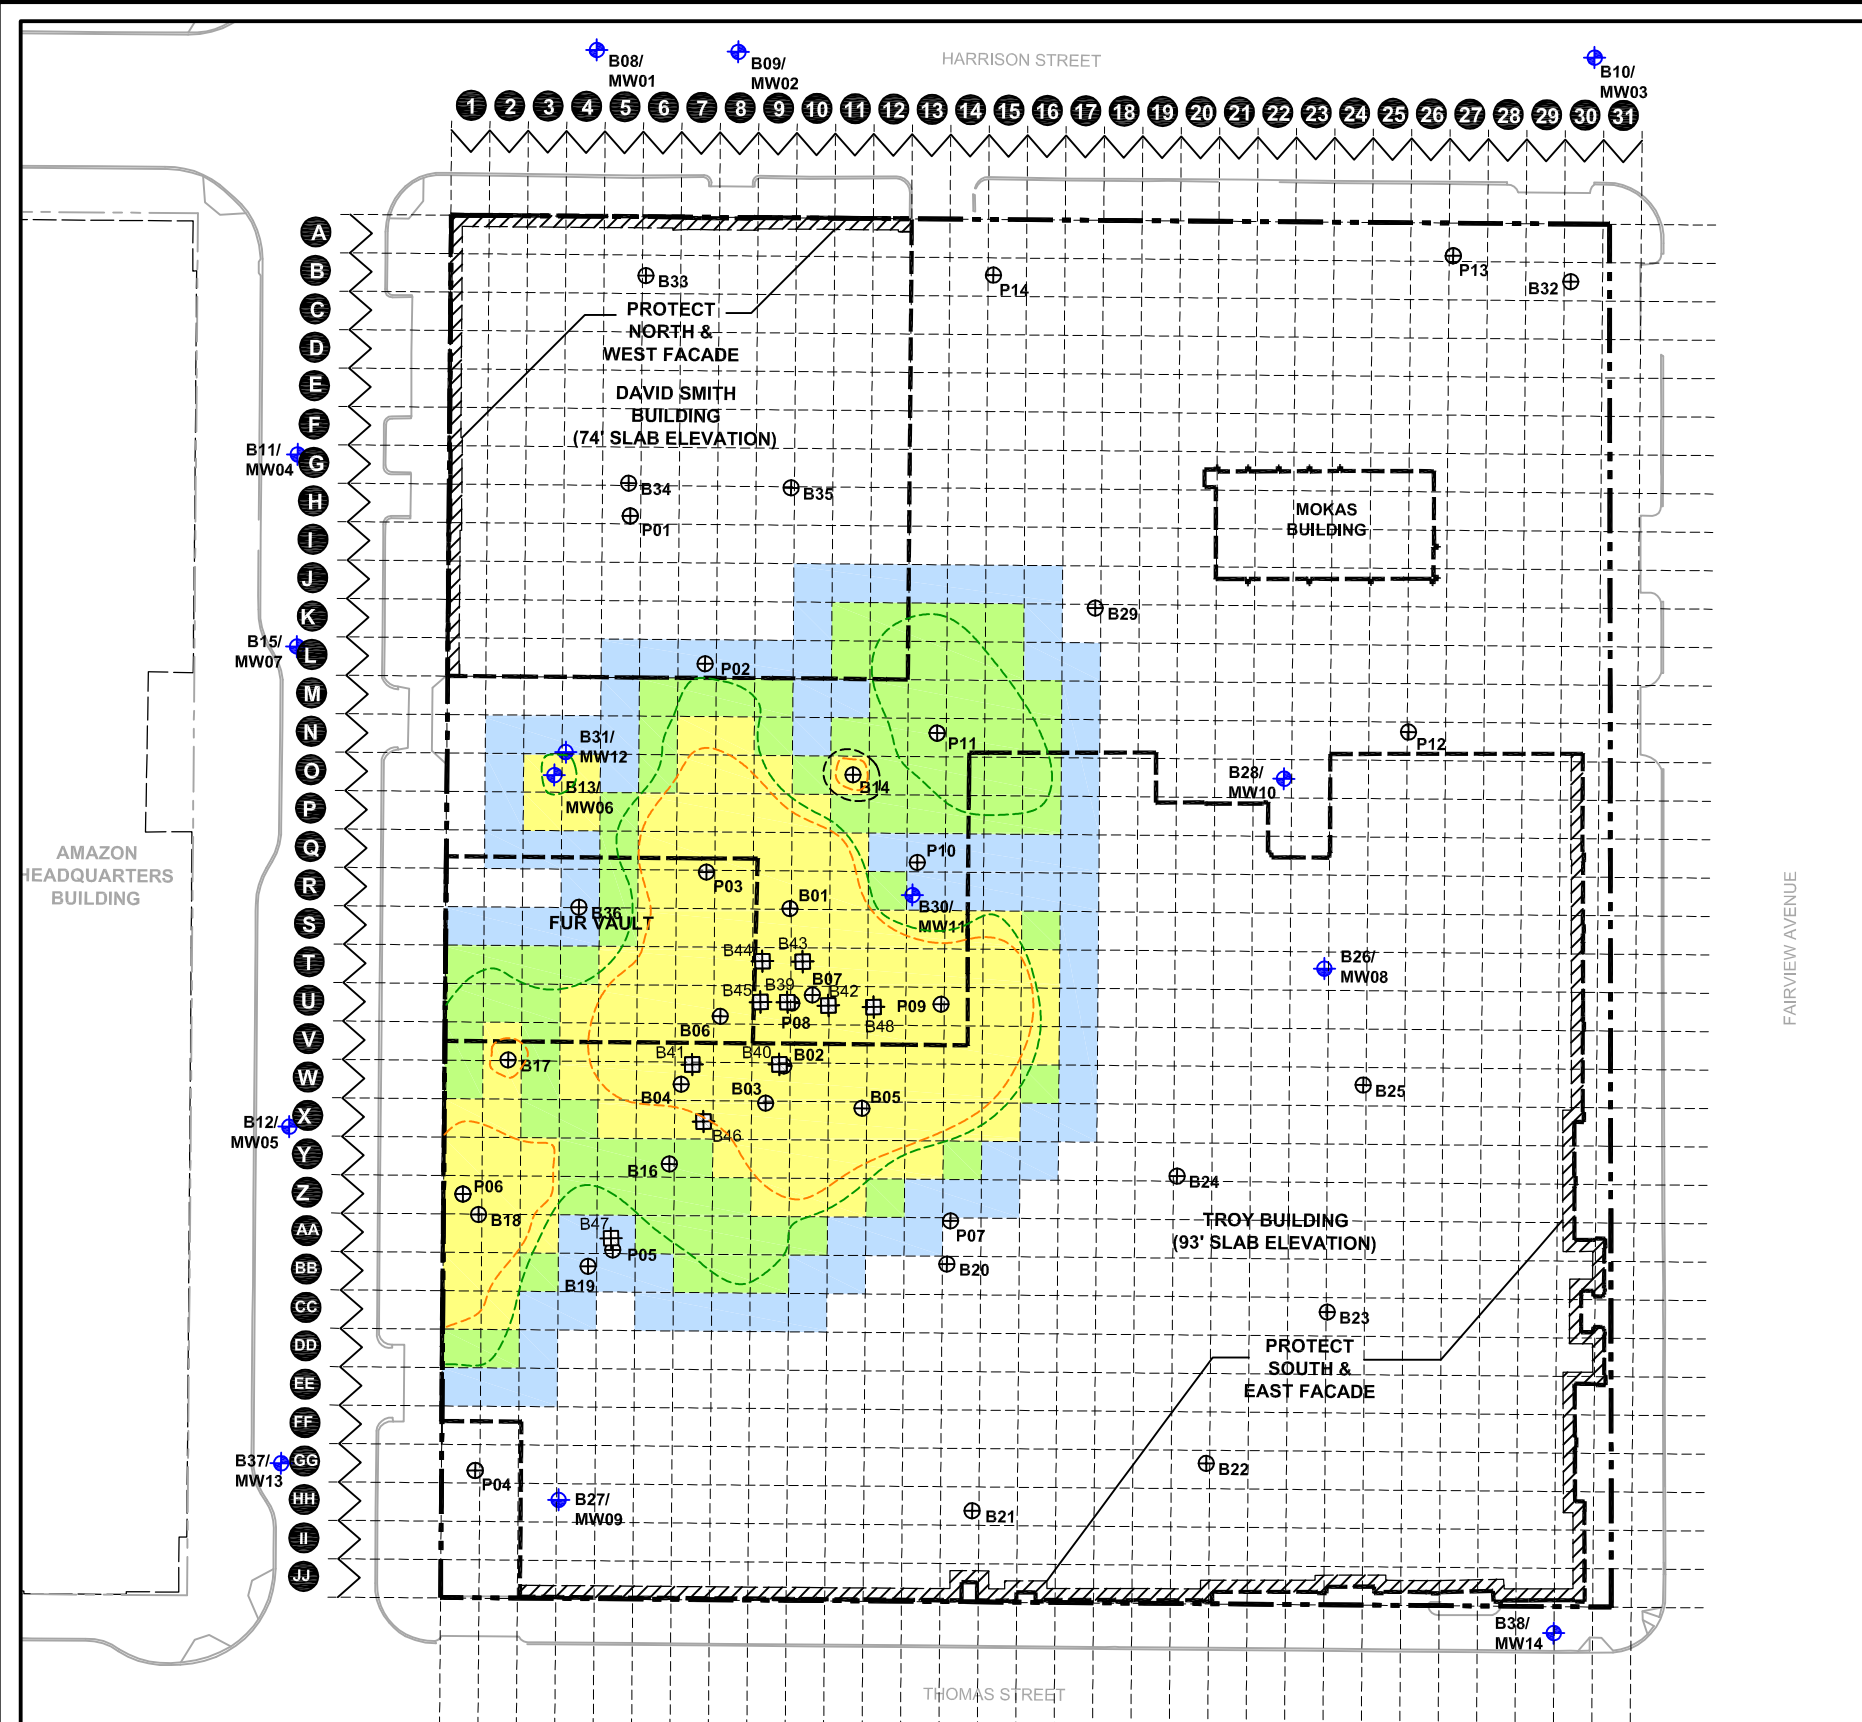 HARRISON STREET
B08/
MW01
B09/
MW02
B10/
MW03
1 2 3 4 5 6 7 8 9 10 11 12 13 14 15 16 17 18 19 20 21 22 23 24 25 26 27 28 29 30 31
A
B
C
D
E
F
G
H
I
J
K
L
M
N
O
P
Q
R
S
T
U
V
W
X
Y
Z
AA
BB
CC
DD
EE
FF
GG
HH
II
JJ
B33
P14
P13
B32
PROTECT
NORTH &
WEST FACADE
DAVID SMITH
BUILDING
(74' SLAB ELEVATION)
B11/
MW04
B34
B35
P01
MOKAS
BUILDING
B29
B15/
MW07
P02
B31/
MW12
P11
P12
B13/
MW06
B14
B28/
MW10
AMAZON
HEADQUARTERS
BUILDING
P10
P03
B01
B30/
MW11
B36
FUR VAULT
FAIRVIEW AVENUE
B44
B43
B26/
MW08
B07
B45
B39
B42
P09
B06
P08
B48
B41
B40
B02
B17
B04
B03
B05
B25
B12/
MW05
B46
B16
B24
P06
B18
B47
P05
B19
P07
B20
TROY BUILDING
(93' SLAB ELEVATION)
B23
PROTECT
SOUTH &
EAST FACADE
B37/
MW13
P04
B27/
MW09
B22
B21
B38/
MW14
THOMAS STREET